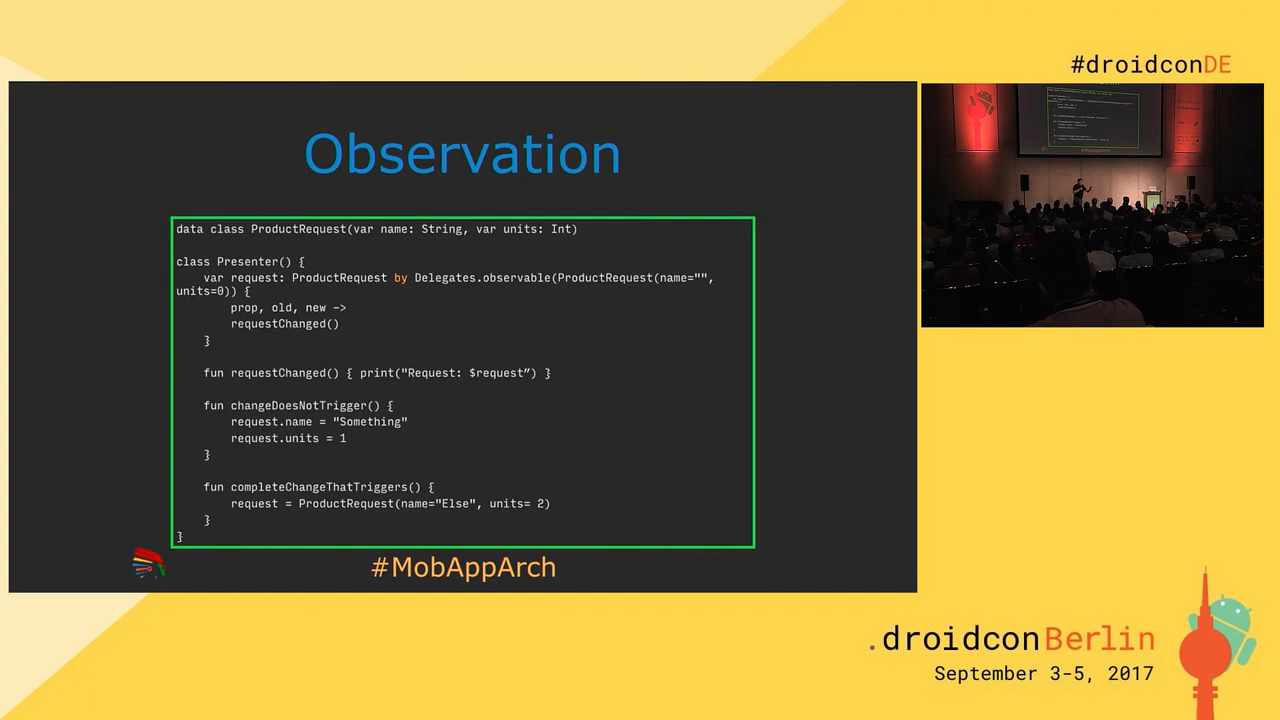 #droidconDE
Observation
data class ProductRequest(var name: String, var units: Int)
class Presenter() {
var request: ProductRequest by Delegates.observable(ProductRequest(name="",
units=0)) {
prop, old, new ->
requestChanged()
}
fun requestChanged() { print("Request: $request”) }
fun changeDoesNotTrigger() {
request.name = "Something"
request.units = 1
}
fun completeChangeThatTriggers() {
request = ProductRequest(name="Else", units= 2)
}
}
#MobAppArch
.droidconBerlin
September 3-5, 2017